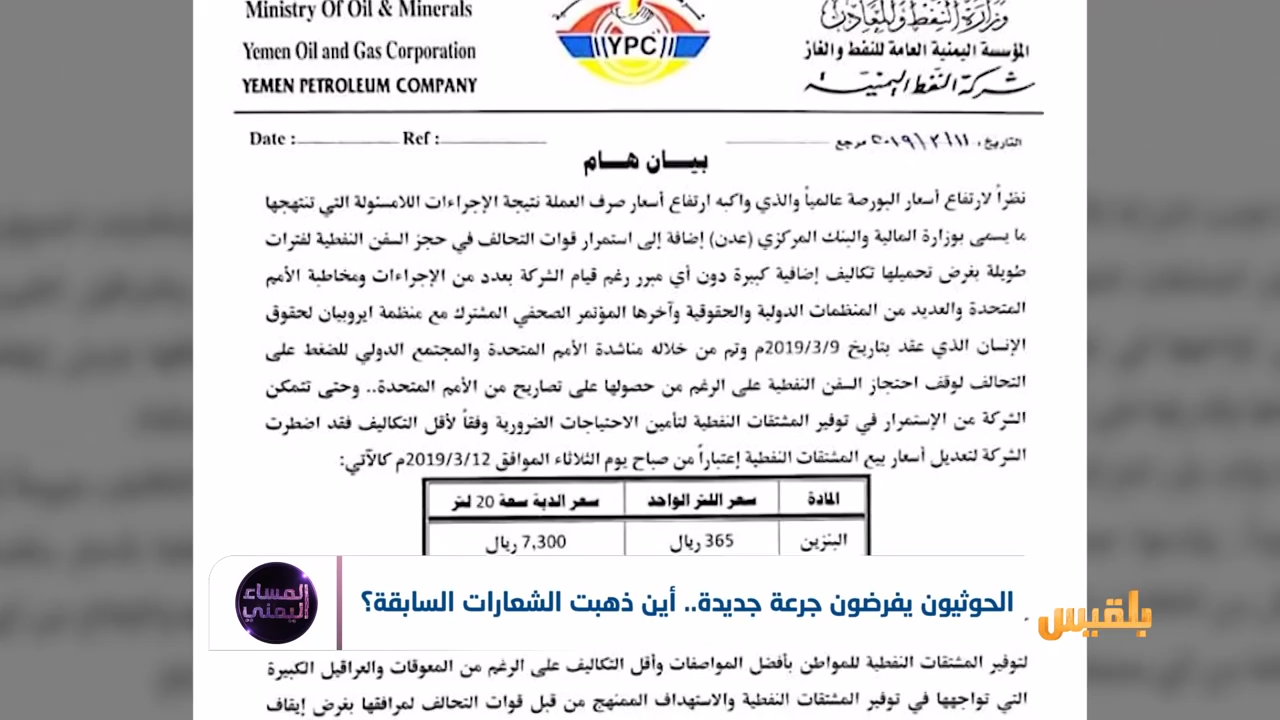 Ministry Of Oil & Minerals
Yemen Oil and Gas Corporation
YEMEN PETROLEUM COMPANY
YPC
وزارة النفط والمعادن
المؤسسة اليمنية العامة للنفط والغاز
شركة النفط اليمنية
Date : Ref :
التاريخ: ٢٠١٩/٣/١١ مرجع
بيــــان هــــام
نظراً لارتفاع أسعار البورصة عالمياً والذي واكبه ارتفاع أسعار صرف العملة نتيجة الإجراءات اللامسئولة التي تنتهجها
ما يسمى بوزارة المالية والبنك المركزي (عدن) إضافة إلى استمرار قوات التحالف في حجز السفن النفطية لفترات
طويلة بغرض تحميلها تكاليف إضافية كبيرة دون أي مبرر رغم قيام الشركة بعدد من الإجراءات ومخاطبة الأمم
المتحدة والعديد من المنظمات الدولية والحقوقية وآخرها المؤتمر الصحفي المشترك مع منظمة ايروبيان لحقوق
الإنسان الذي عقد بتاريخ 2019/3/9م وتم من خلاله مناشدة الأمم المتحدة والمجتمع الدولي للضغط على
التحالف لوقف احتجاز السفن النفطية على الرغم من حصولها على تصاريح من الأمم المتحدة.. وحتى تتمكن
الشركة من الإستمرار في توفير المشتقات النفطية لتأمين الاحتياجات الضرورية وفقاً لأقل التكاليف فقد اضطرت
الشركة لتعديل أسعار بيع المشتقات النفطية إعتباراً من صباح يوم الثلاثاء الموافق 2019/3/12م كالآتي:
المادة سعر اللتر الواحد سعر الدبة سعة 20 لتر
البنزين 365 ريال 7,300 ريال
الحوثيون يفرضون جرعة جديدة.. أين ذهبت الشعارات السابقة؟
المساء
اليمني
بلقيس
لتوفير المشتقات النفطية للمواطن بأفضل المواصفات وأقل التكاليف على الرغم من المعوقات والعراقيل الكبيرة
التي تواجهها في توفير المشتقات النفطية والاستهداف الممنهج من قبل قوات التحالف لمرافقها بغرض إيقاف